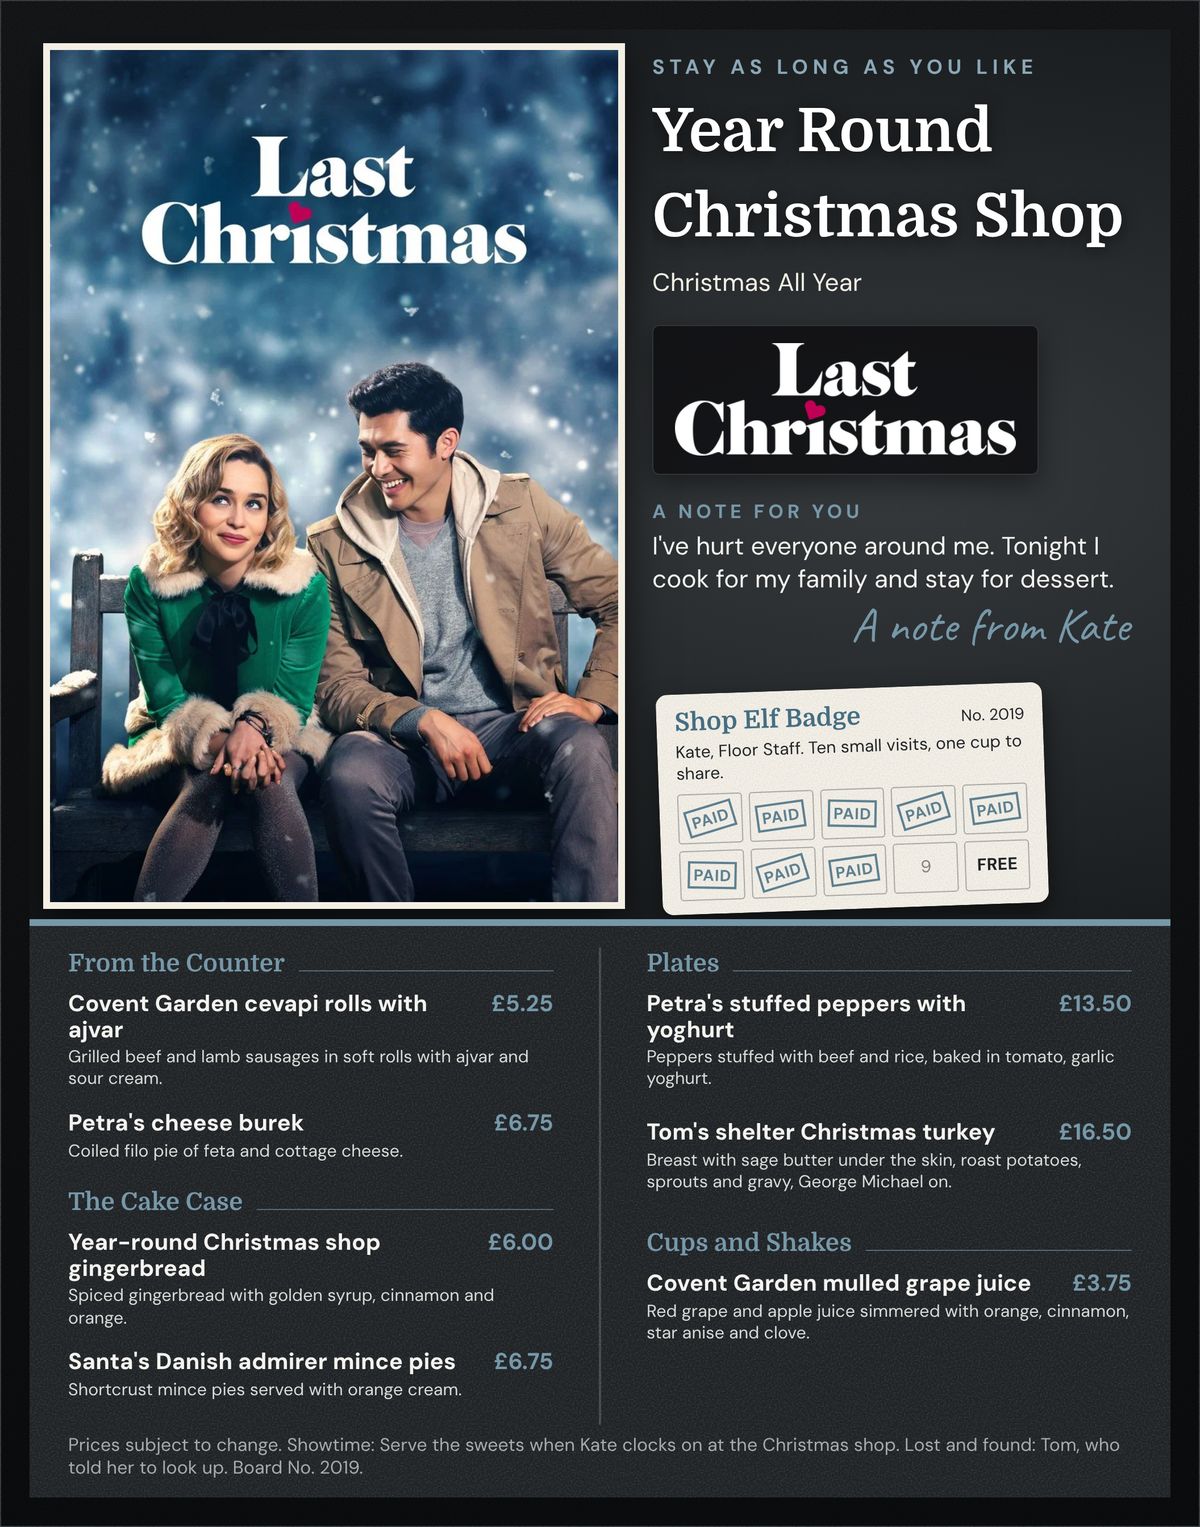 Last
Christmas
STAY AS LONG AS YOU LIKE
Year Round
Christmas Shop
Christmas All Year
Last
Christmas
A NOTE FOR YOU
I've hurt everyone around me. Tonight I
cook for my family and stay for dessert.
A note from Kate
Shop Elf Badge
No. 2019
Kate, Floor Staff. Ten small visits, one cup to
share.
PAID PAID PAID PAID PAID
PAID PAID PAID 9 FREE
From the Counter
Covent Garden cevapi rolls with £5.25
ajvar
Grilled beef and lamb sausages in soft rolls with ajvar and
sour cream.
Petra's cheese burek £6.75
Coiled filo pie of feta and cottage cheese.
The Cake Case
Year-round Christmas shop £6.00
gingerbread
Spiced gingerbread with golden syrup, cinnamon and
orange.
Santa's Danish admirer mince pies £6.75
Shortcrust mince pies served with orange cream.
Plates
Petra's stuffed peppers with £13.50
yoghurt
Peppers stuffed with beef and rice, baked in tomato, garlic
yoghurt.
Tom's shelter Christmas turkey £16.50
Breast with sage butter under the skin, roast potatoes,
sprouts and gravy, George Michael on.
Cups and Shakes
Covent Garden mulled grape juice £3.75
Red grape and apple juice simmered with orange, cinnamon,
star anise and clove.
Prices subject to change. Showtime: Serve the sweets when Kate clocks on at the Christmas shop. Lost and found: Tom, who
told her to look up. Board No. 2019.